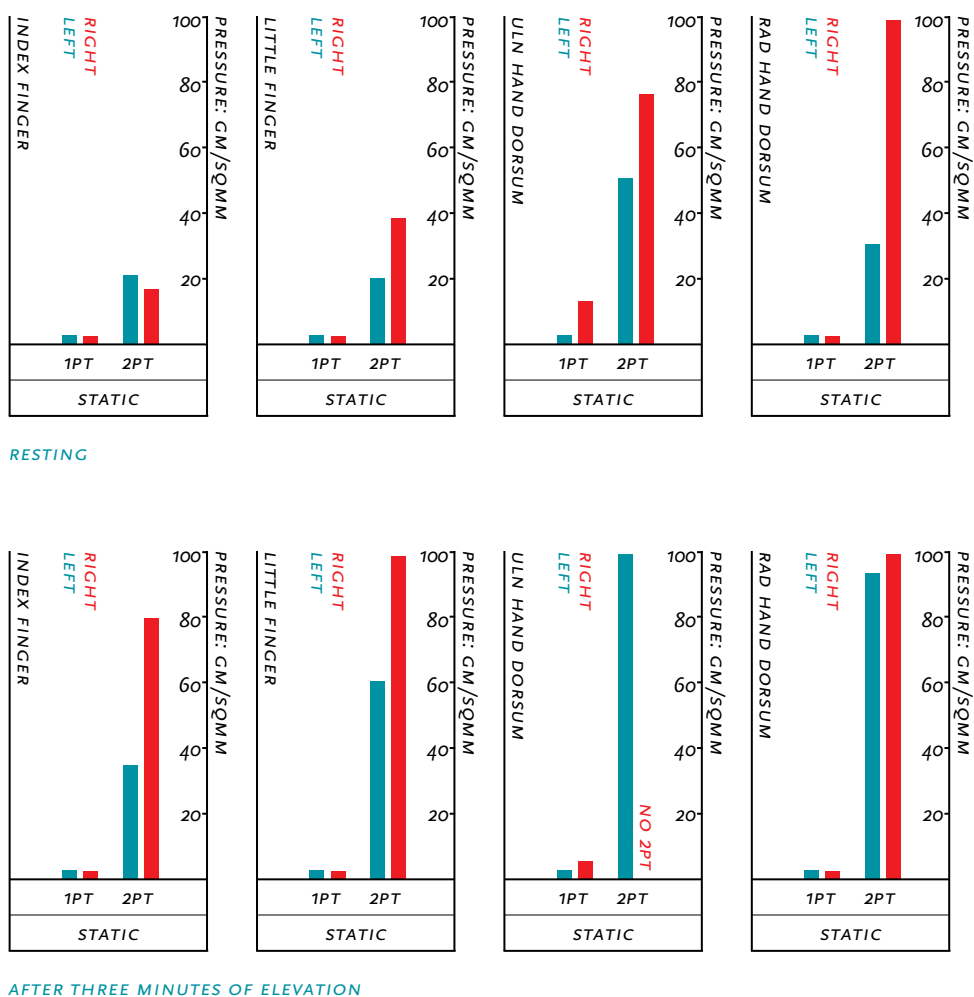 INDEX FINGER
LEFT
RIGHT
100
80
60
40
20
PRESSURE: GM/SQMM
1PT 2PT
STATIC
LITTLE FINGER
LEFT
RIGHT
100
80
60
40
20
PRESSURE: GM/SQMM
1PT 2PT
STATIC
ULN HAND DORSUM
LEFT
RIGHT
100
80
60
40
20
PRESSURE: GM/SQMM
1PT 2PT
STATIC
RAD HAND DORSUM
LEFT
RIGHT
100
80
60
40
20
PRESSURE: GM/SQMM
1PT 2PT
STATIC
RESTING
INDEX FINGER
LEFT
RIGHT
100
80
60
40
20
PRESSURE: GM/SQMM
1PT 2PT
STATIC
LITTLE FINGER
LEFT
RIGHT
100
80
60
40
20
PRESSURE: GM/SQMM
1PT 2PT
STATIC
ULN HAND DORSUM
LEFT
RIGHT
NO 2PT
100
80
60
40
20
PRESSURE: GM/SQMM
1PT 2PT
STATIC
RAD HAND DORSUM
LEFT
RIGHT
100
80
60
40
20
PRESSURE: GM/SQMM
1PT 2PT
STATIC
AFTER THREE MINUTES OF ELEVATION